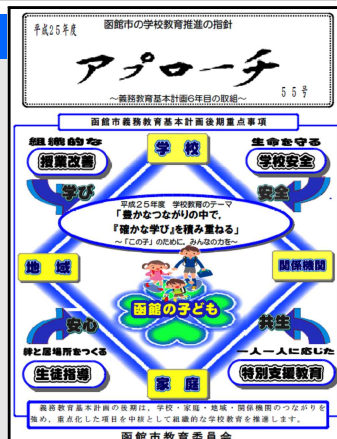 平成25年度
函館市の学校教育推進の指針
アプローチ
55号
～義務教育基本計画6年目の取組～
函館市義務教育基本計画後期重点事項
組織的な
授業改善
学び
学校
生命を守る
学校安全
安全
平成25年度 学校教育のテーマ
「豊かなつながりの中で,
『確かな学び』を積み重ねる」
～「この子」のために,みんなの力を～
地域
関係機関
函館の子ども
安心
絆と居場所をつくる
生徒指導
家庭
共生
一人一人に応じた
特別支援教育
義務教育基本計画の後期は,学校・家庭・地域・関係機関のつながりを
強め,重点化した項目を中核として組織的な学校教育を推進します。
函館市教育委員会